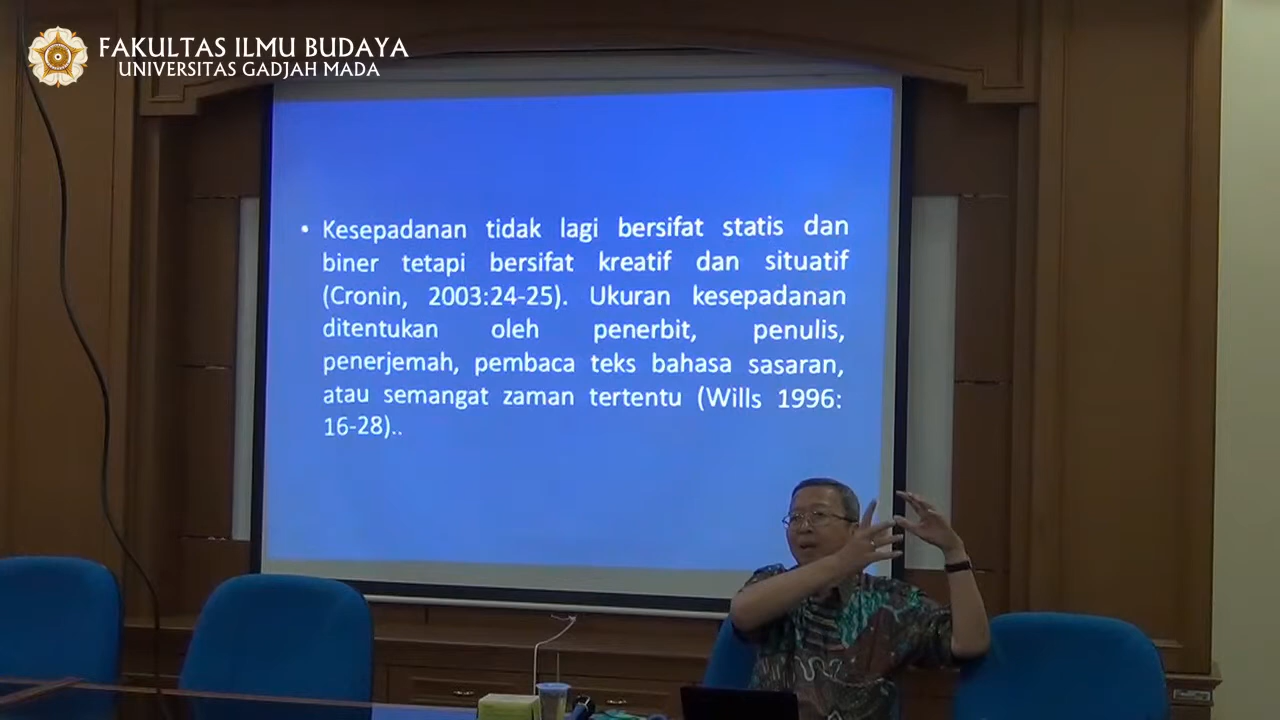 FAKULTAS ILMU BUDAYA
UNIVERSITAS GADJAH MADA
• Kesepadanan tidak lagi bersifat statis dan
biner tetapi bersifat kreatif dan situatif
(Cronin, 2003:24-25). Ukuran kesepadanan
ditentukan oleh penerbit, penulis,
penerjemah, pembaca teks bahasa sasaran,
atau semangat zaman tertentu (Wills 1996:
16-28)..